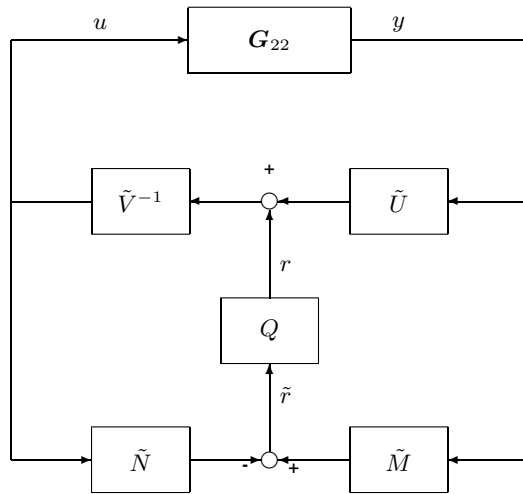 u
G₂₂
y
+
Ṽ⁻¹
Ũ
r
Q
r̃
Ñ
-
+
M̃